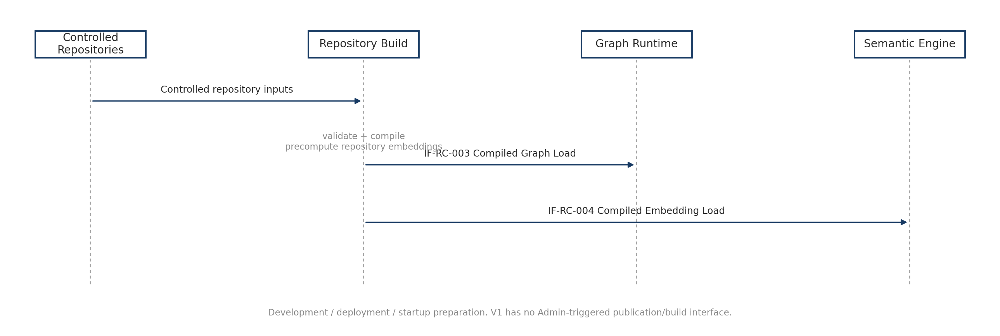 Controlled
Repositories
Repository Build
Graph Runtime
Semantic Engine
Controlled repository inputs
validate + compile
precompute repository embeddings
IF-RC-003 Compiled Graph Load
IF-RC-004 Compiled Embedding Load
Development / deployment / startup preparation. V1 has no Admin-triggered publication/build interface.